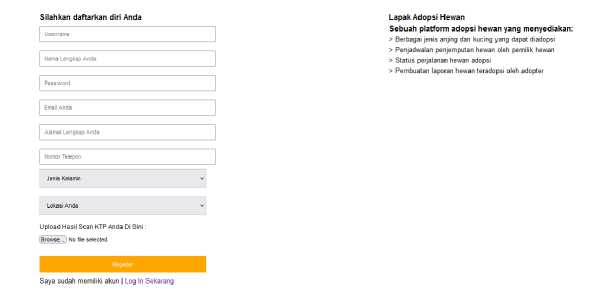 Silahkan daftarkan diri Anda
Username
Nama Lengkap Anda
Password
Email Anda
Alamat Lengkap Anda
Nomor Telepon
Jenis Kelamin
Lokasi Anda
Upload Hasil Scan KTP Anda Di Sini :
Browse... No file selected.
Register
Saya sudah memiliki akun | Log In Sekarang
Lapak Adopsi Hewan
Sebuah platform adopsi hewan yang menyediakan:
> Berbagai jenis anjing dan kucing yang dapat diadopsi
> Penjadwalan penjemputan hewan oleh pemilik hewan
> Status perjalanan hewan adopsi
> Pembuatan laporan hewan teradopsi oleh adopter